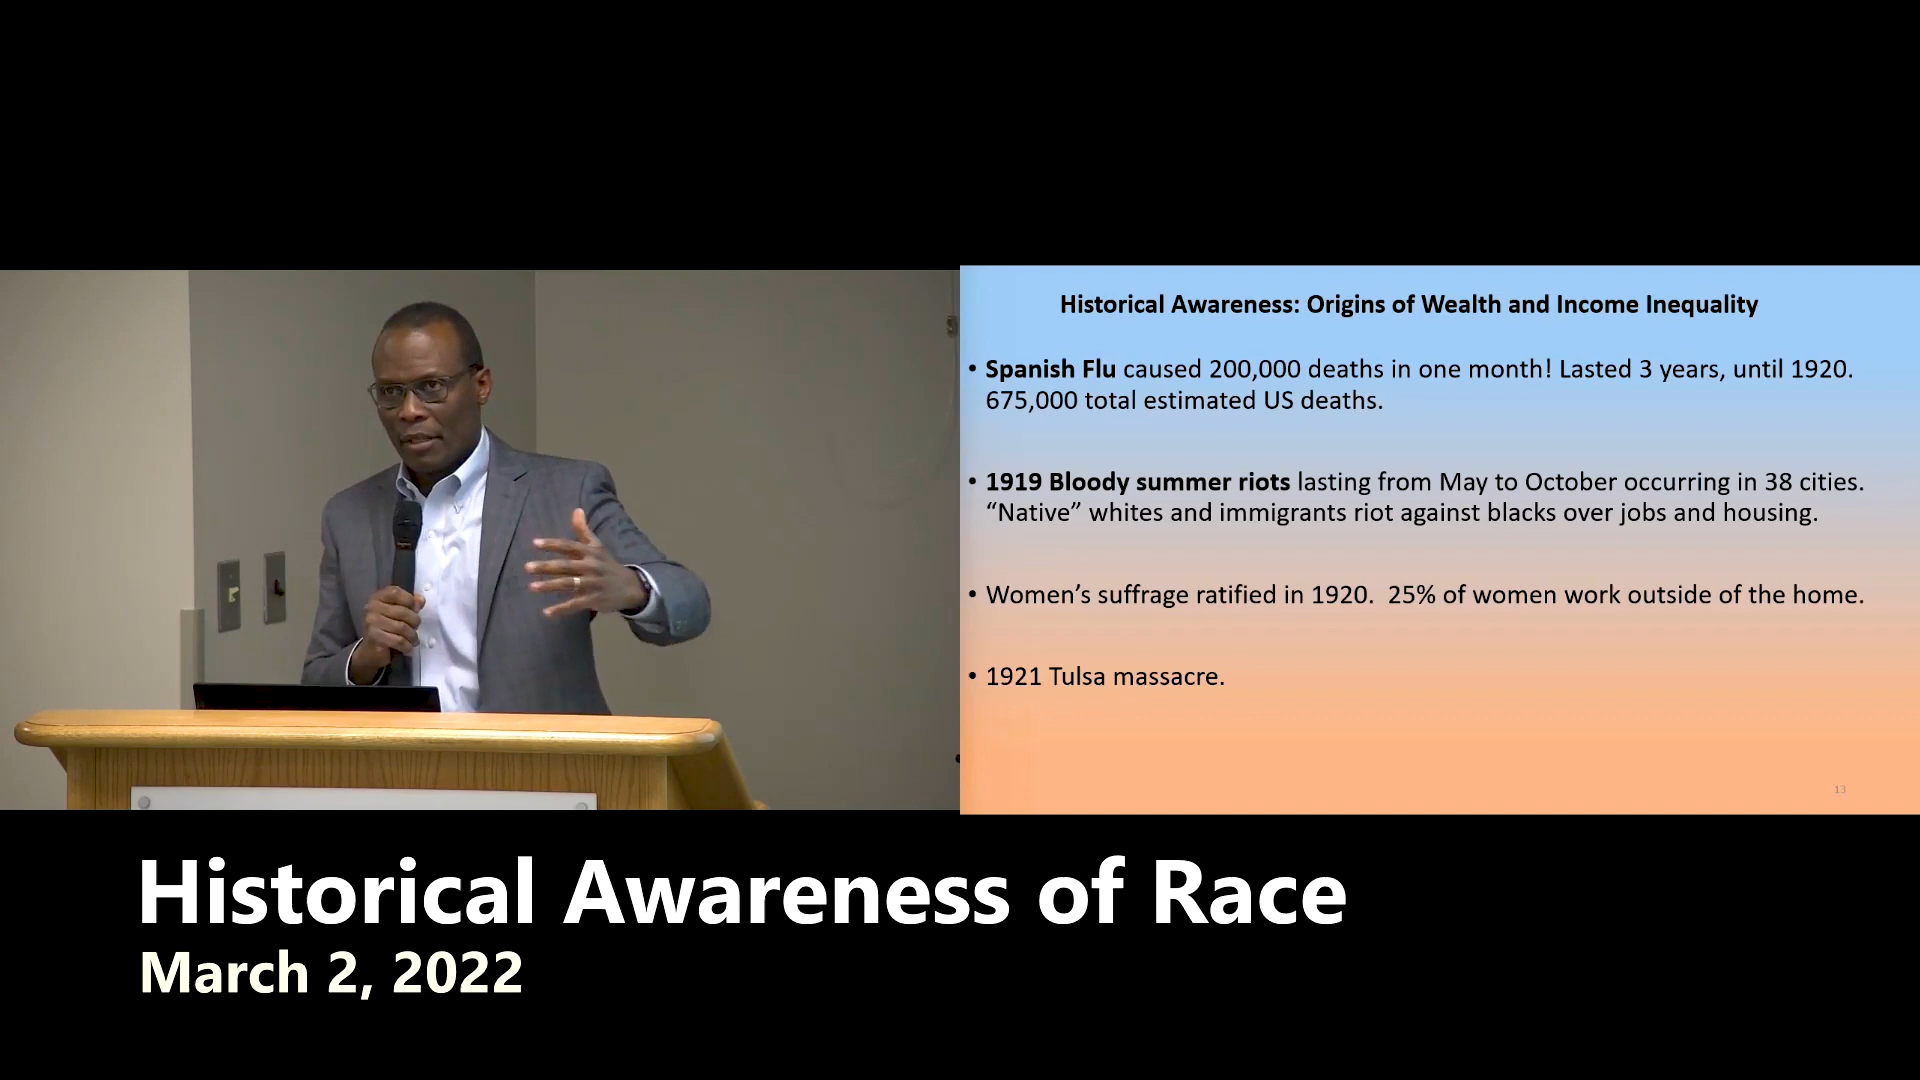 Historical Awareness: Origins of Wealth and Income Inequality
• Spanish Flu caused 200,000 deaths in one month! Lasted 3 years, until 1920.
675,000 total estimated US deaths.
• 1919 Bloody summer riots lasting from May to October occurring in 38 cities.
“Native” whites and immigrants riot against blacks over jobs and housing.
• Women’s suffrage ratified in 1920.  25% of women work outside of the home.
• 1921 Tulsa massacre.
13
Historical Awareness of Race
March 2, 2022